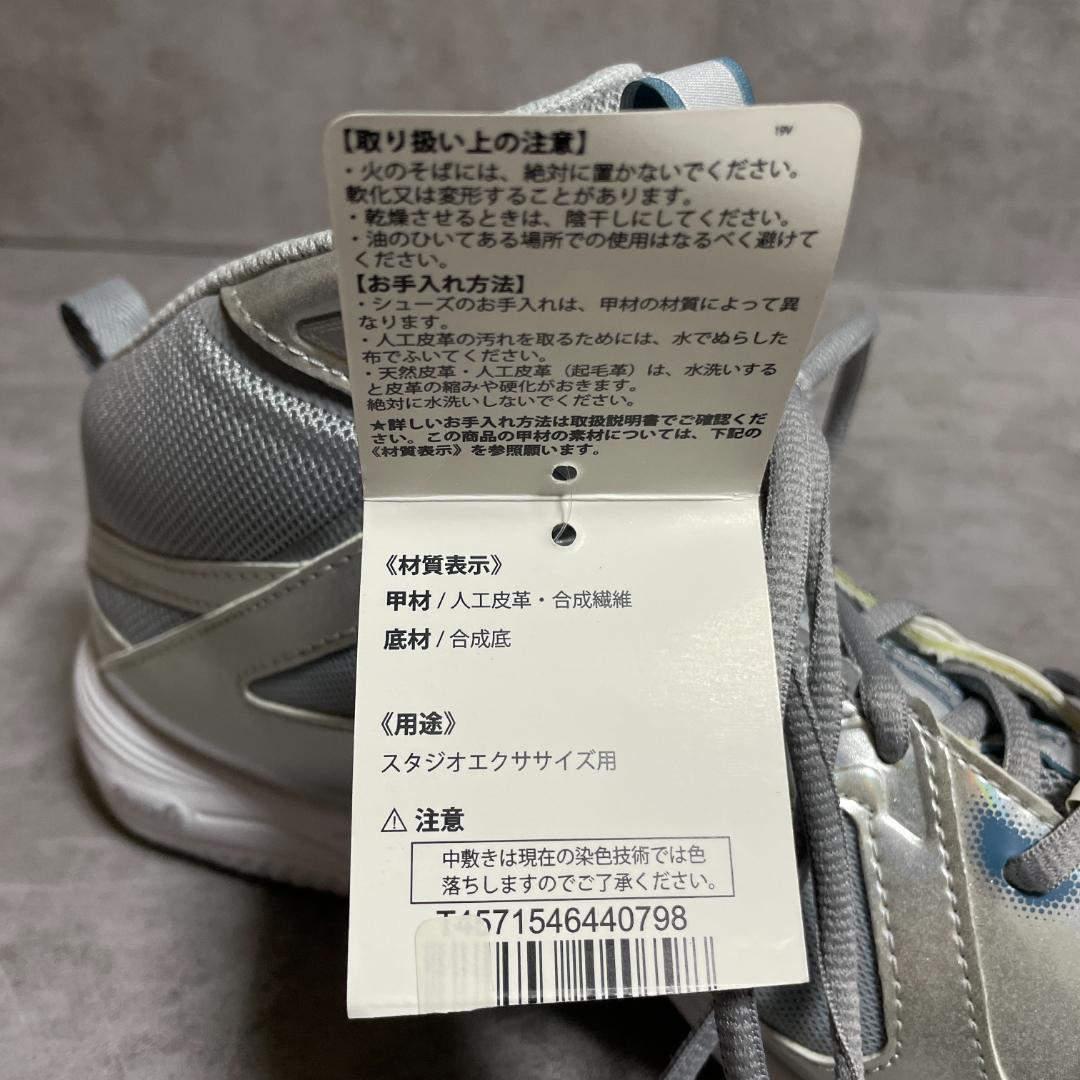 19V
【取り扱い上の注意】
・火のそばには、絶対に置かないでください。
軟化又は変形することがあります。
・乾燥させるときは、陰干しにしてください。
・油のひいてある場所での使用はなるべく避けて
ください。
【お手入れ方法】
・シューズのお手入れは、甲材の材質によって異
なります。
・人工皮革の汚れを取るためには、水でぬらした
布でふいてください。
・天然皮革・人工皮革（起毛革）は、水洗いする
と皮革の縮みや硬化がおきます。
絶対に水洗いしないでください。
★詳しいお手入れ方法は取扱説明書でご確認くだ
さい。この商品の甲材の素材については、下記の
《材質表示》を参照願います。
《材質表示》
甲材 / 人工皮革・合成繊維
底材 / 合成底
《用途》
スタジオエクササイズ用
⚠ 注意
中敷きは現在の染色技術では色
落ちしますのでご了承ください。
T4571546440798